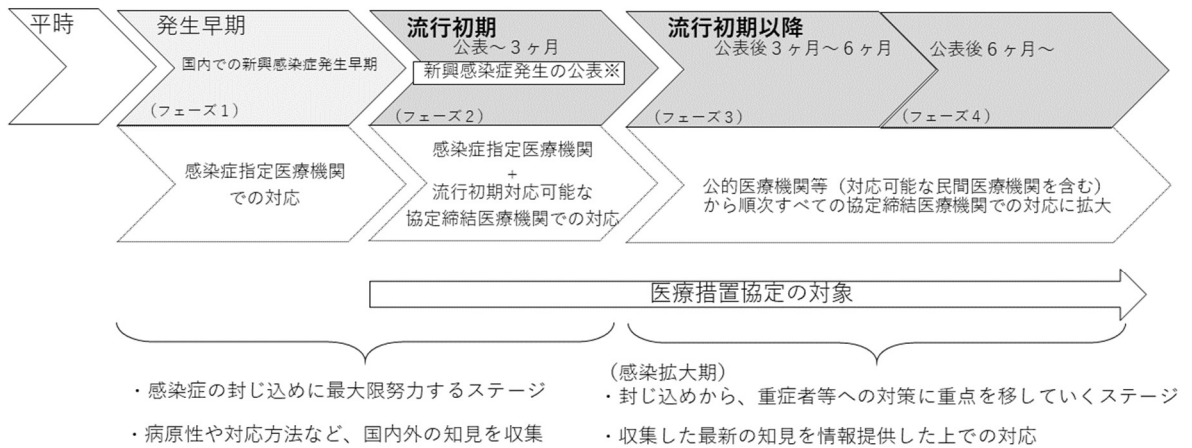 平時
発生早期
国内での新興感染症発生早期
(フェーズ1)
流行初期
公表~3ヶ月
新興感染症発生の公表※
(フェーズ2)
流行初期以降
公表後3ヶ月~6ヶ月
(フェーズ3)
公表後6ヶ月~
(フェーズ4)
感染症指定医療機関
での対応
感染症指定医療機関
+
流行初期対応可能な
協定締結医療機関での対応
公的医療機関等(対応可能な民間医療機関を含む)
から順次すべての協定締結医療機関での対応に拡大
医療措置協定の対象
・感染症の封じ込めに最大限努力するステージ
・病原性や対応方法など、国内外の知見を収集
(感染拡大期)
・封じ込めから、重症者等への対策に重点を移していくステージ
・収集した最新の知見を情報提供した上での対応